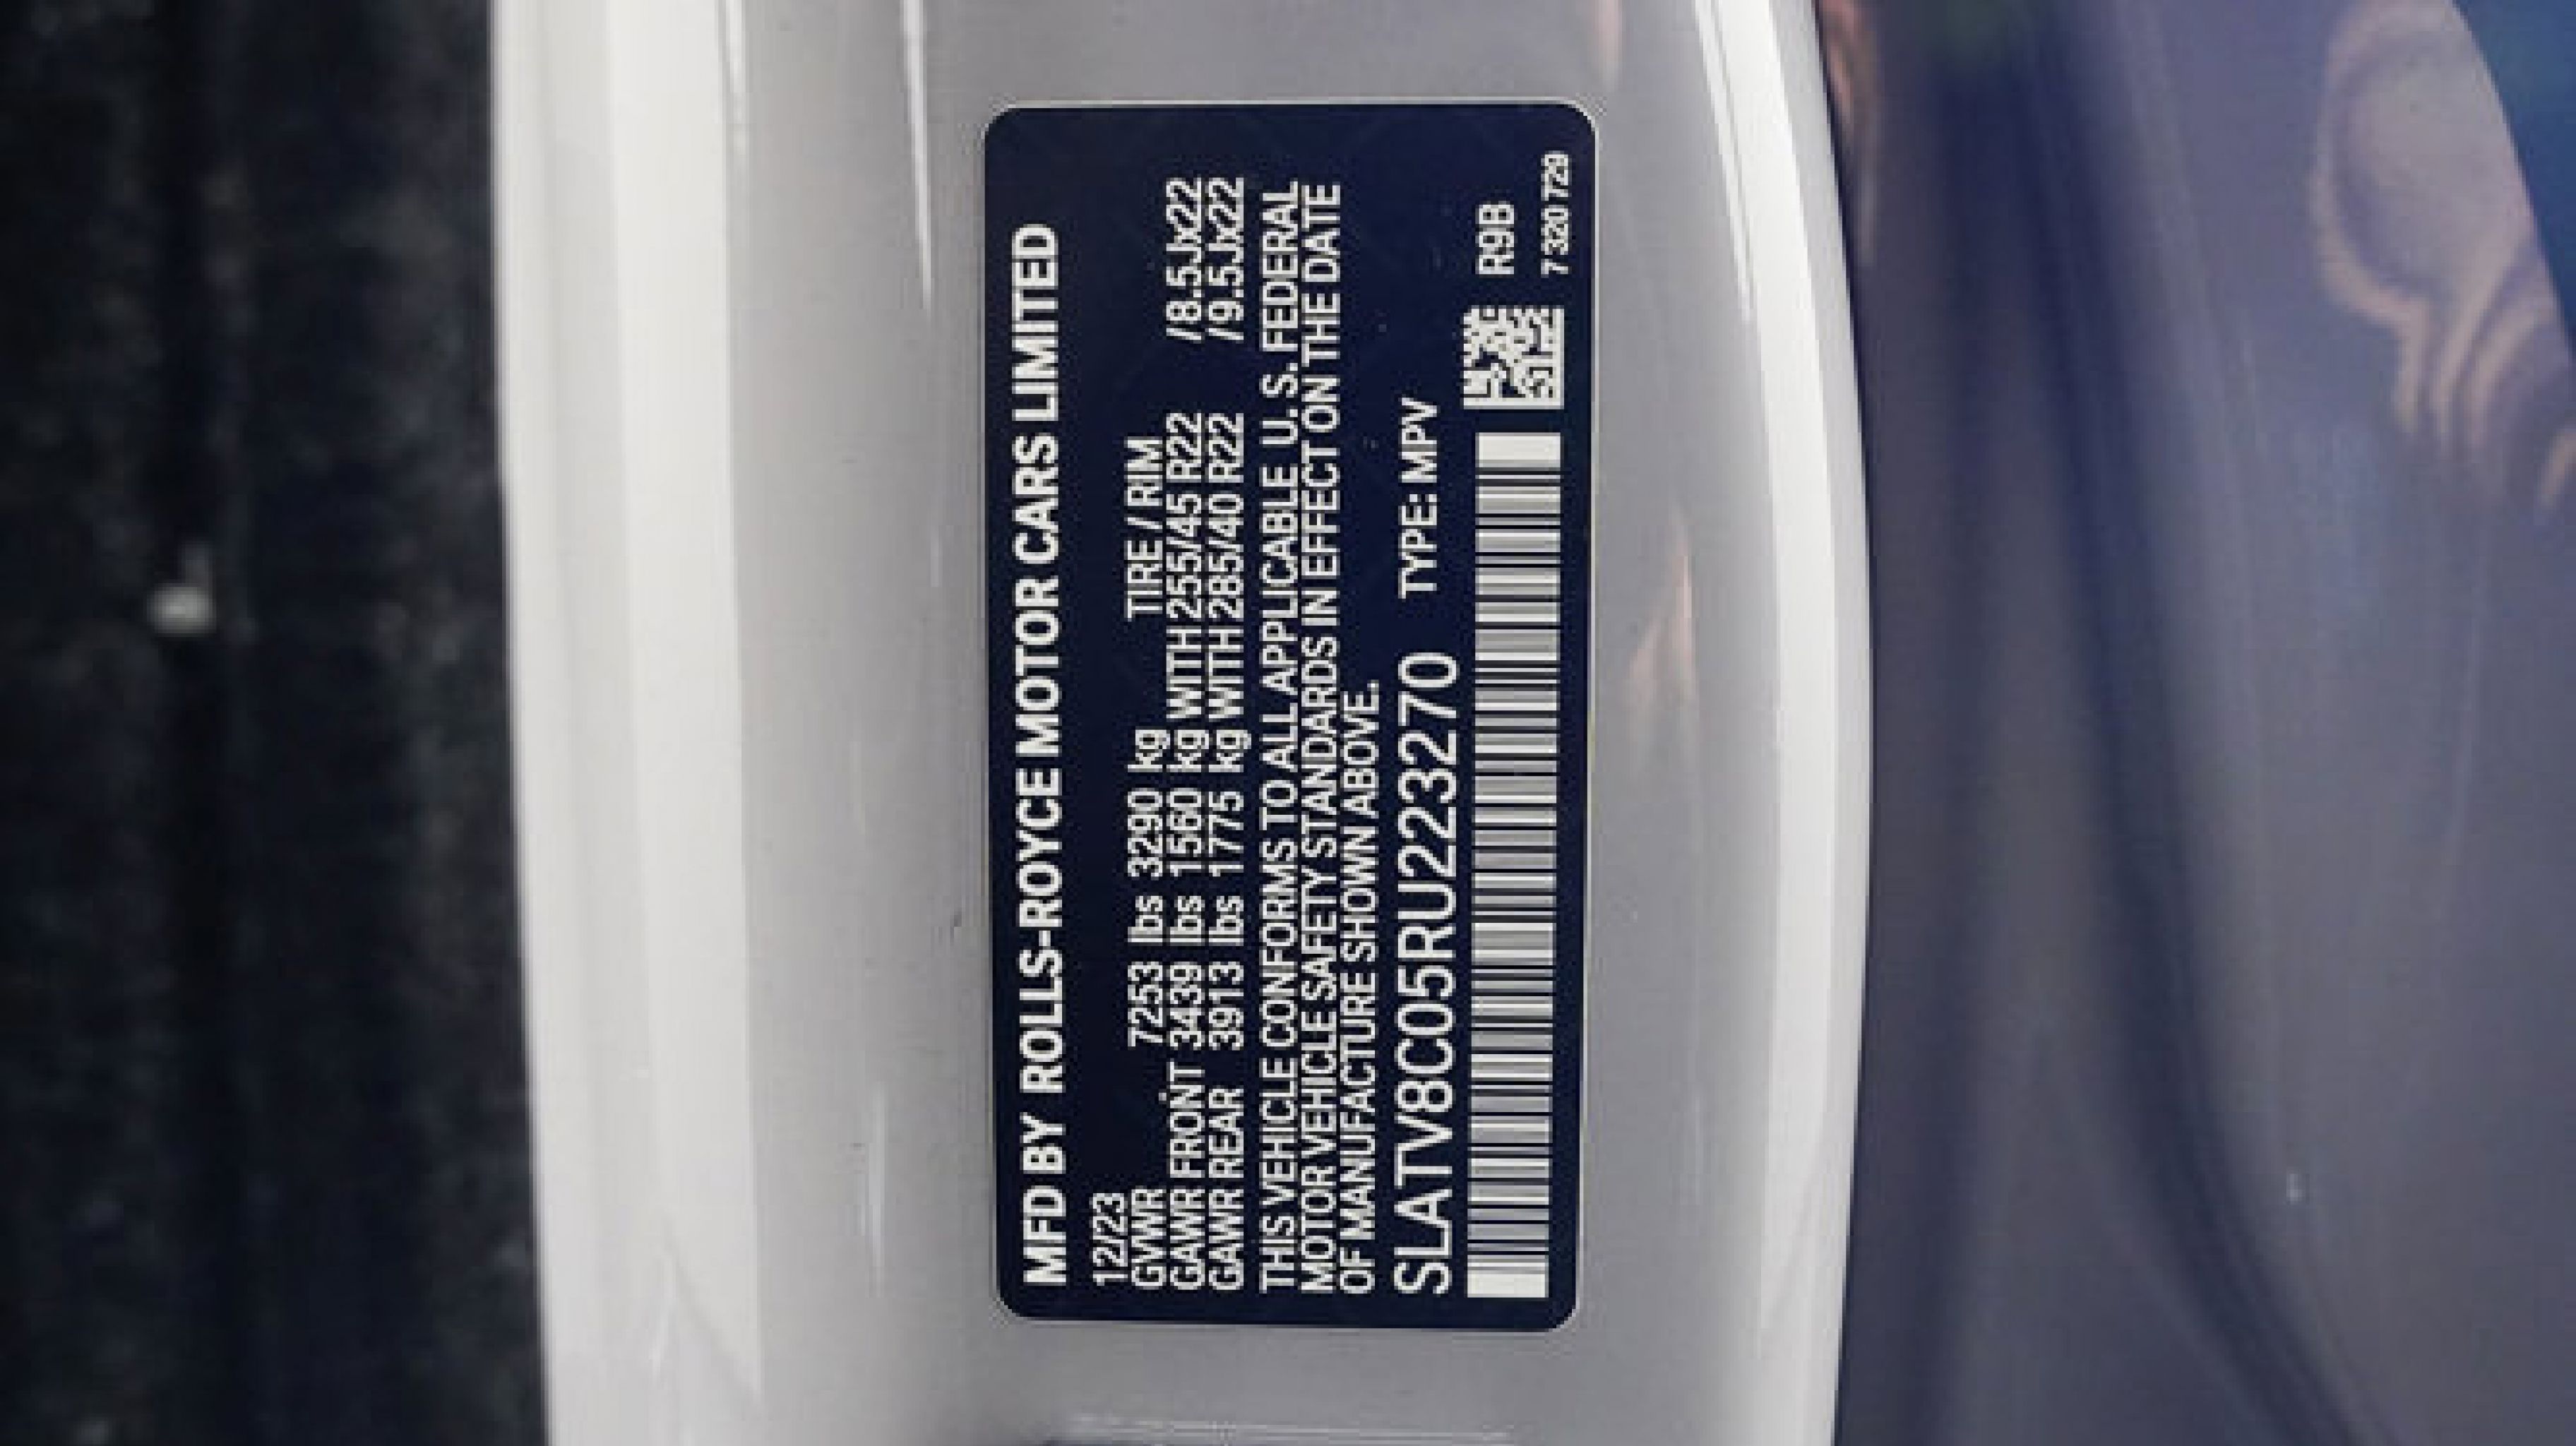 MFD BY ROLLS-ROYCE MOTOR CARS LIMITED
12/23
GVWR 7253 lbs 3290 kg TIRE / RIM
GAWR FRONT 3439 lbs 1560 kg WITH 255/45 R22 /8.5Jx22
GAWR REAR 3913 lbs 1775 kg WITH 285/40 R22 /9.5Jx22
THIS VEHICLE CONFORMS TO ALL APPLICABLE U.S. FEDERAL
MOTOR VEHICLE SAFETY STANDARDS IN EFFECT ON THE DATE
OF MANUFACTURE SHOWN ABOVE.
SLATV8C05RU223270 TYPE: MPV
R9B
7 320 729